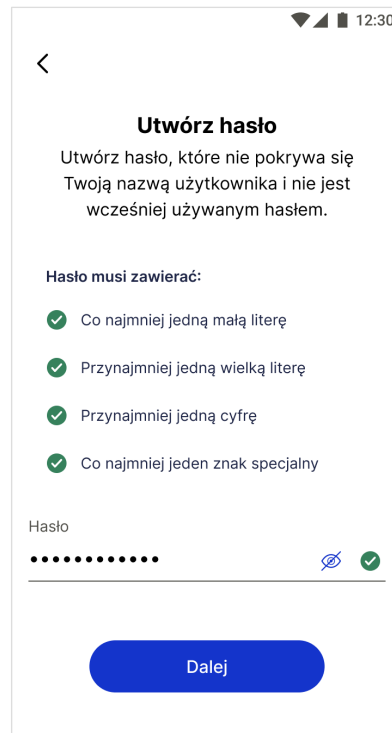 12:30
Utwórz hasło
Utwórz hasło, które nie pokrywa się
Twoją nazwą użytkownika i nie jest
wcześniej używanym hasłem.
Hasło musi zawierać:
Co najmniej jedną małą literę
Przynajmniej jedną wielką literę
Przynajmniej jedną cyfrę
Co najmniej jeden znak specjalny
Hasło
••••••••••••
Dalej